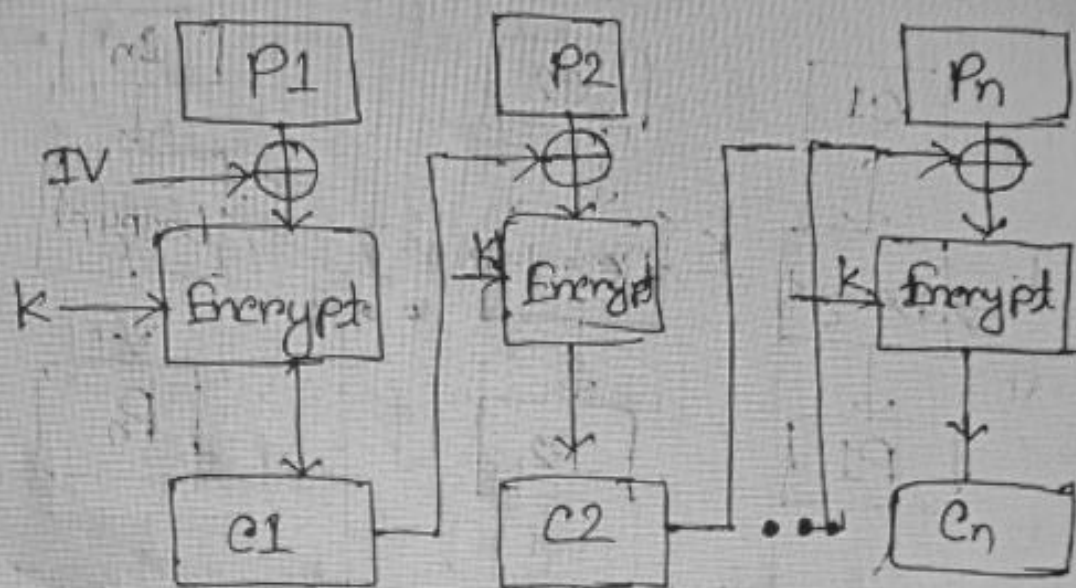 P1 P2 Pn
IV
K Encrypt K Encrypt K Encrypt
C1 C2 ... Cn